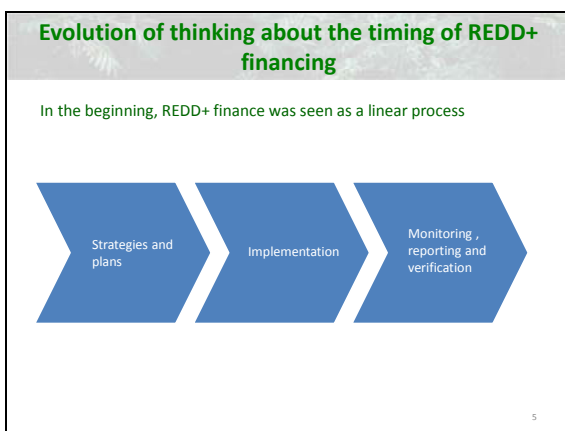 Evolution of thinking about the timing of REDD+
financing
In the beginning, REDD+ finance was seen as a linear process
Strategies and
plans
Implementation
Monitoring ,
reporting and
verification
5